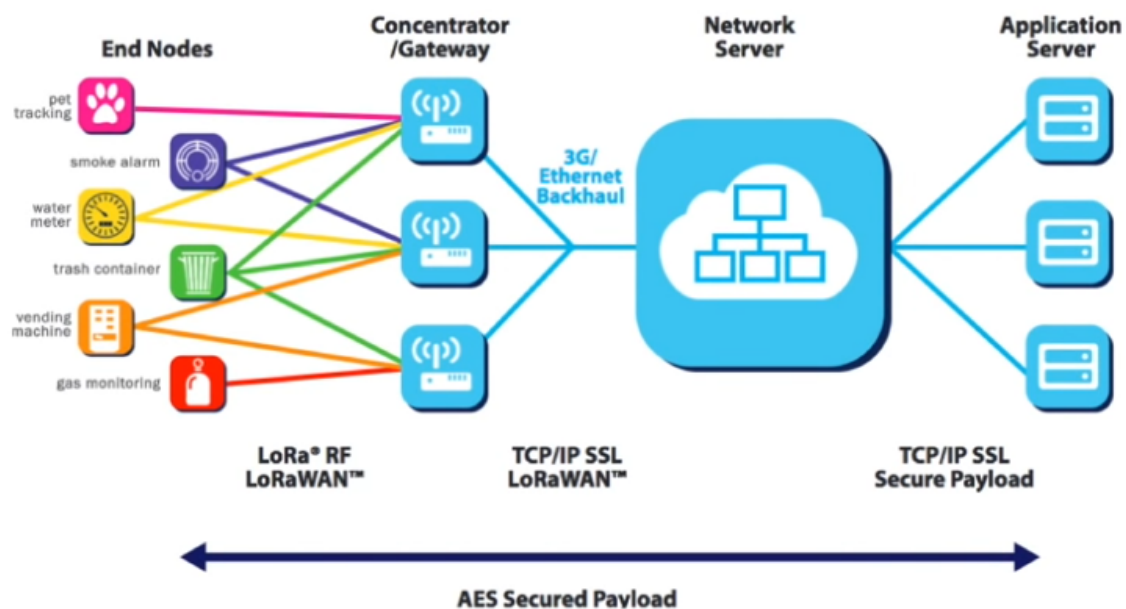 End Nodes
Concentrator
/Gateway
Network
Server
Application
Server
pet
tracking
smoke alarm
water
meter
trash container
vending
machine
gas monitoring
3G/
Ethernet
Backhaul
LoRa® RF
LoRaWAN™
TCP/IP SSL
LoRaWAN™
TCP/IP SSL
Secure Payload
AES Secured Payload